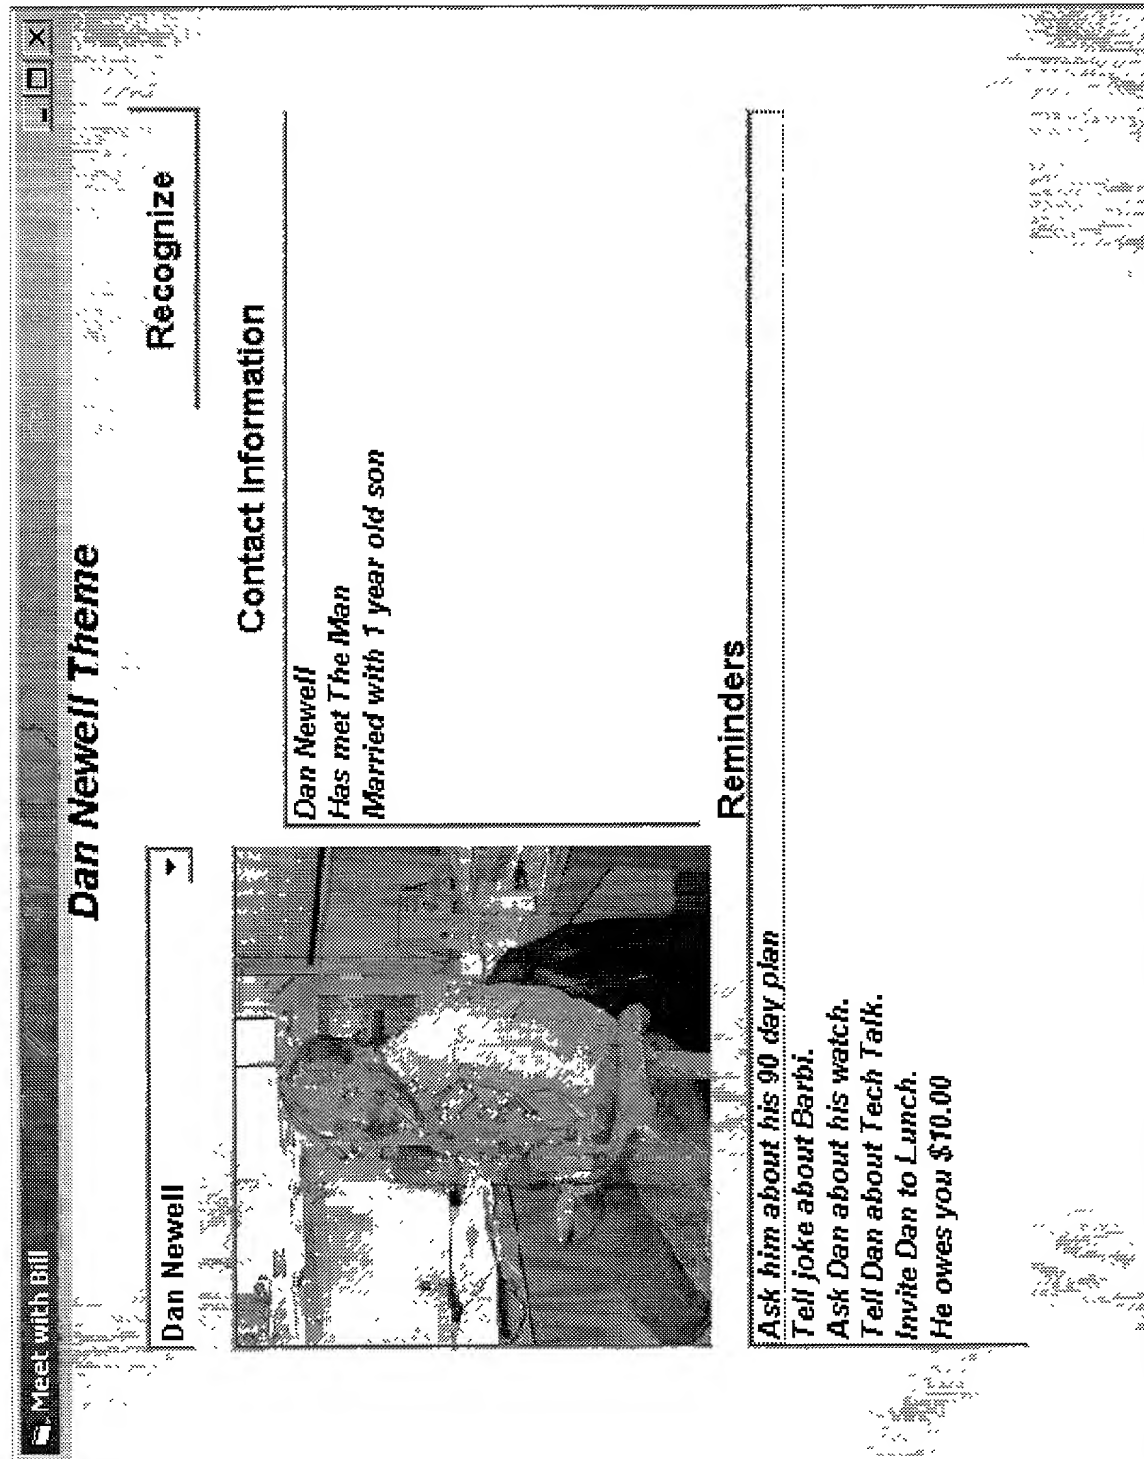 Meet with Bill
Dan Newell Theme
Dan Newell
Recognize
Contact Information
Dan Newell
Has met The Man
Married with 1 year old son
Reminders
Ask him about his 90 day plan
Tell joke about Barbi.
Ask Dan about his watch.
Tell Dan about Tech Talk.
Invite Dan to Lunch.
He owes you $10.00